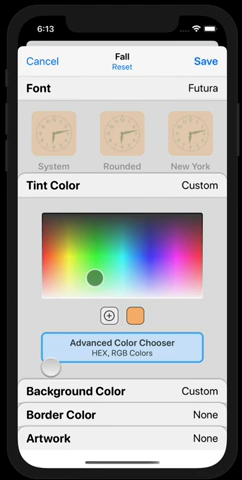 6:13
Cancel
Fall
Reset
Save
Font
Futura
System
Rounded
New York
Tint Color
Custom
Advanced Color Chooser
HEX, RGB Colors
Background Color
Custom
Border Color
None
Artwork
None